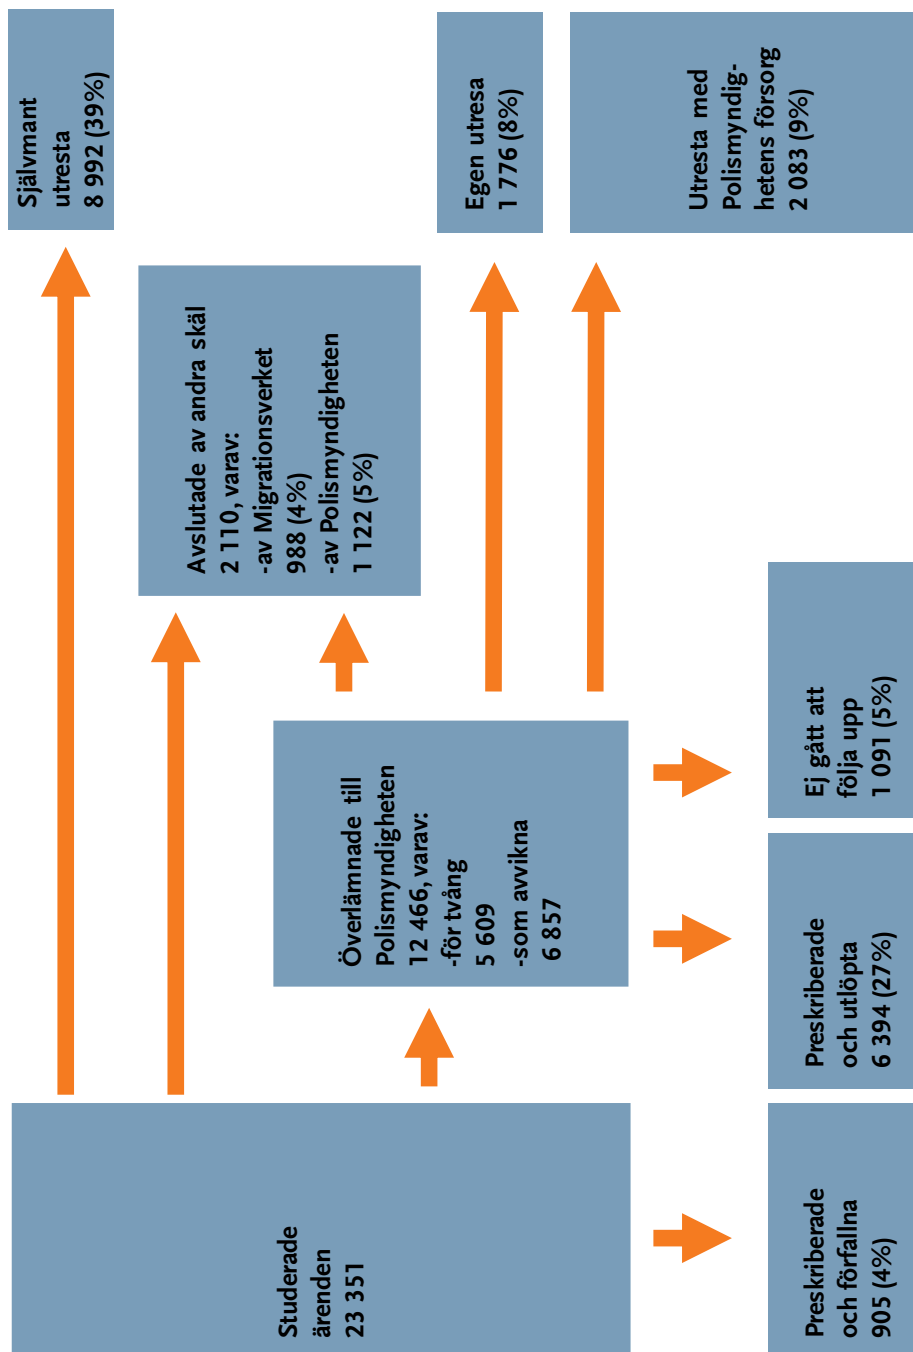 Studerade
ärenden
23 351
Självmant
utresta
8 992 (39%)
Avslutade av andra skäl
2 110, varav:
-av Migrationsverket
988 (4%)
-av Polismyndigheten
1 122 (5%)
Överlämnade till
Polismyndigheten
12 466, varav:
-för tvång
5 609
-som avvikna
6 857
Egen utresa
1 776 (8%)
Utresta med
Polismyndig-
hetens försorg
2 083 (9%)
Preskriberade
och förfallna
905 (4%)
Preskriberade
och utlöpta
6 394 (27%)
Ej gått att
följa upp
1 091 (5%)